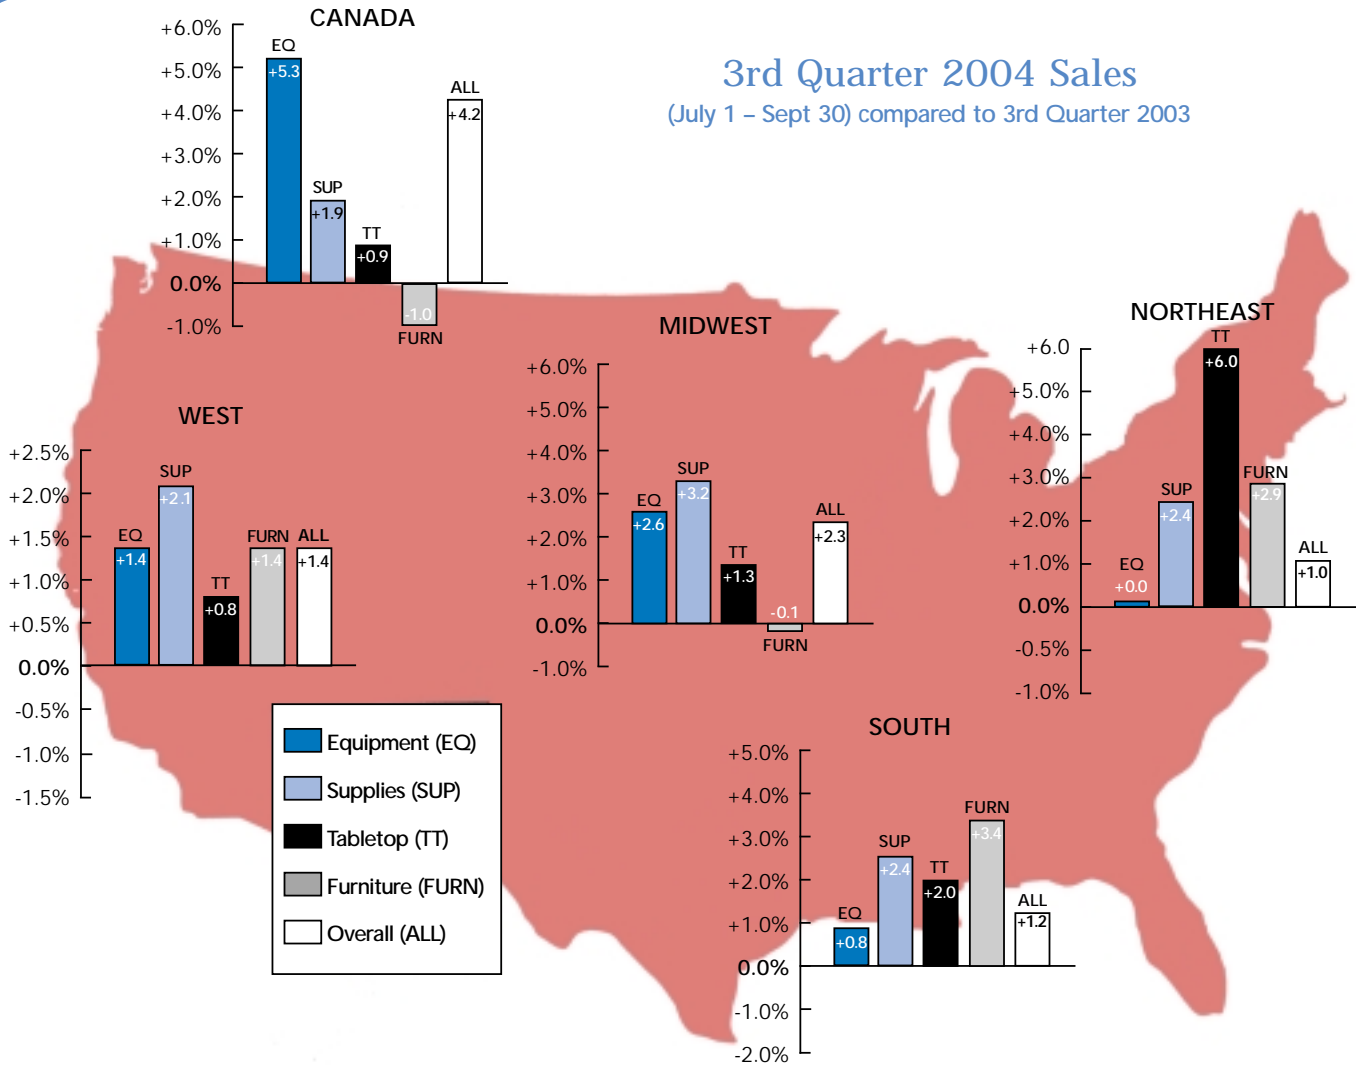 3rd Quarter 2004 Sales
(July 1 – Sept 30) compared to 3rd Quarter 2003
CANADA
+6.0%
+5.0%
+4.0%
+3.0%
+2.0%
+1.0%
0.0%
-1.0%
EQ
+5.3
SUP
+1.9
TT
+0.9
-1.0
FURN
ALL
+4.2
WEST
+2.5%
+2.0%
+1.5%
+1.0%
+0.5%
0.0%
-0.5%
-1.0%
-1.5%
EQ
+1.4
SUP
+2.1
TT
+0.8
FURN
+1.4
ALL
+1.4
MIDWEST
+6.0%
+5.0%
+4.0%
+3.0%
+2.0%
+1.0%
0.0%
-1.0%
EQ
+2.6
SUP
+3.2
TT
+1.3
-0.1
FURN
ALL
+2.3
NORTHEAST
+6.0
+5.0%
+4.0%
+3.0%
+2.0%
+1.0%
0.0%
-0.5%
-1.0%
EQ
+0.0
SUP
+2.4
TT
+6.0
FURN
+2.9
ALL
+1.0
SOUTH
+5.0%
+4.0%
+3.0%
+2.0%
+1.0%
0.0%
-1.0%
-2.0%
EQ
+0.8
SUP
+2.4
TT
+2.0
FURN
+3.4
ALL
+1.2
Equipment (EQ)
Supplies (SUP)
Tabletop (TT)
Furniture (FURN)
Overall (ALL)